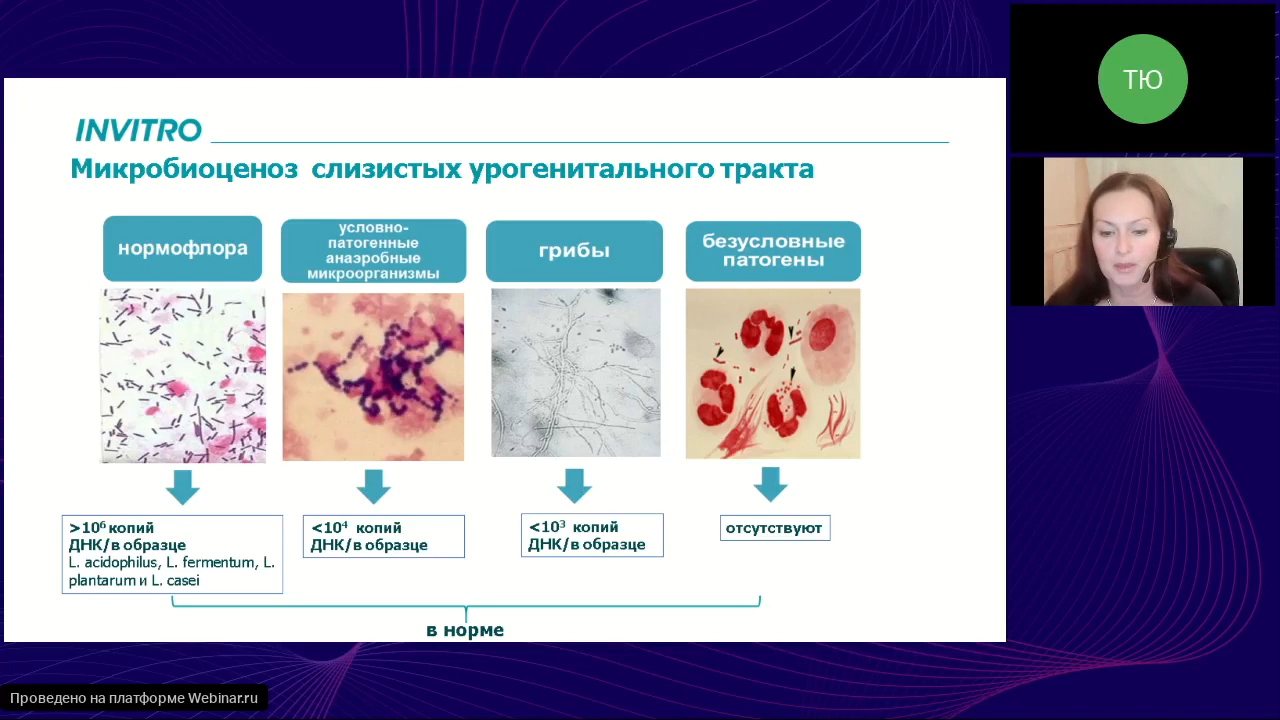 ТЮ
INVITRO
Микробиоценоз слизистых урогенитального тракта
нормофлора
условно-
патогенные
анаэробные
микроорганизмы
грибы
безусловные
патогены
>10⁶ копий
ДНК/в образце
L. acidophilus, L. fermentum, L.
plantarum и L. casei
<10⁴ копий
ДНК/в образце
<10³ копий
ДНК/в образце
отсутствуют
в норме
Проведено на платформе Webinar.ru